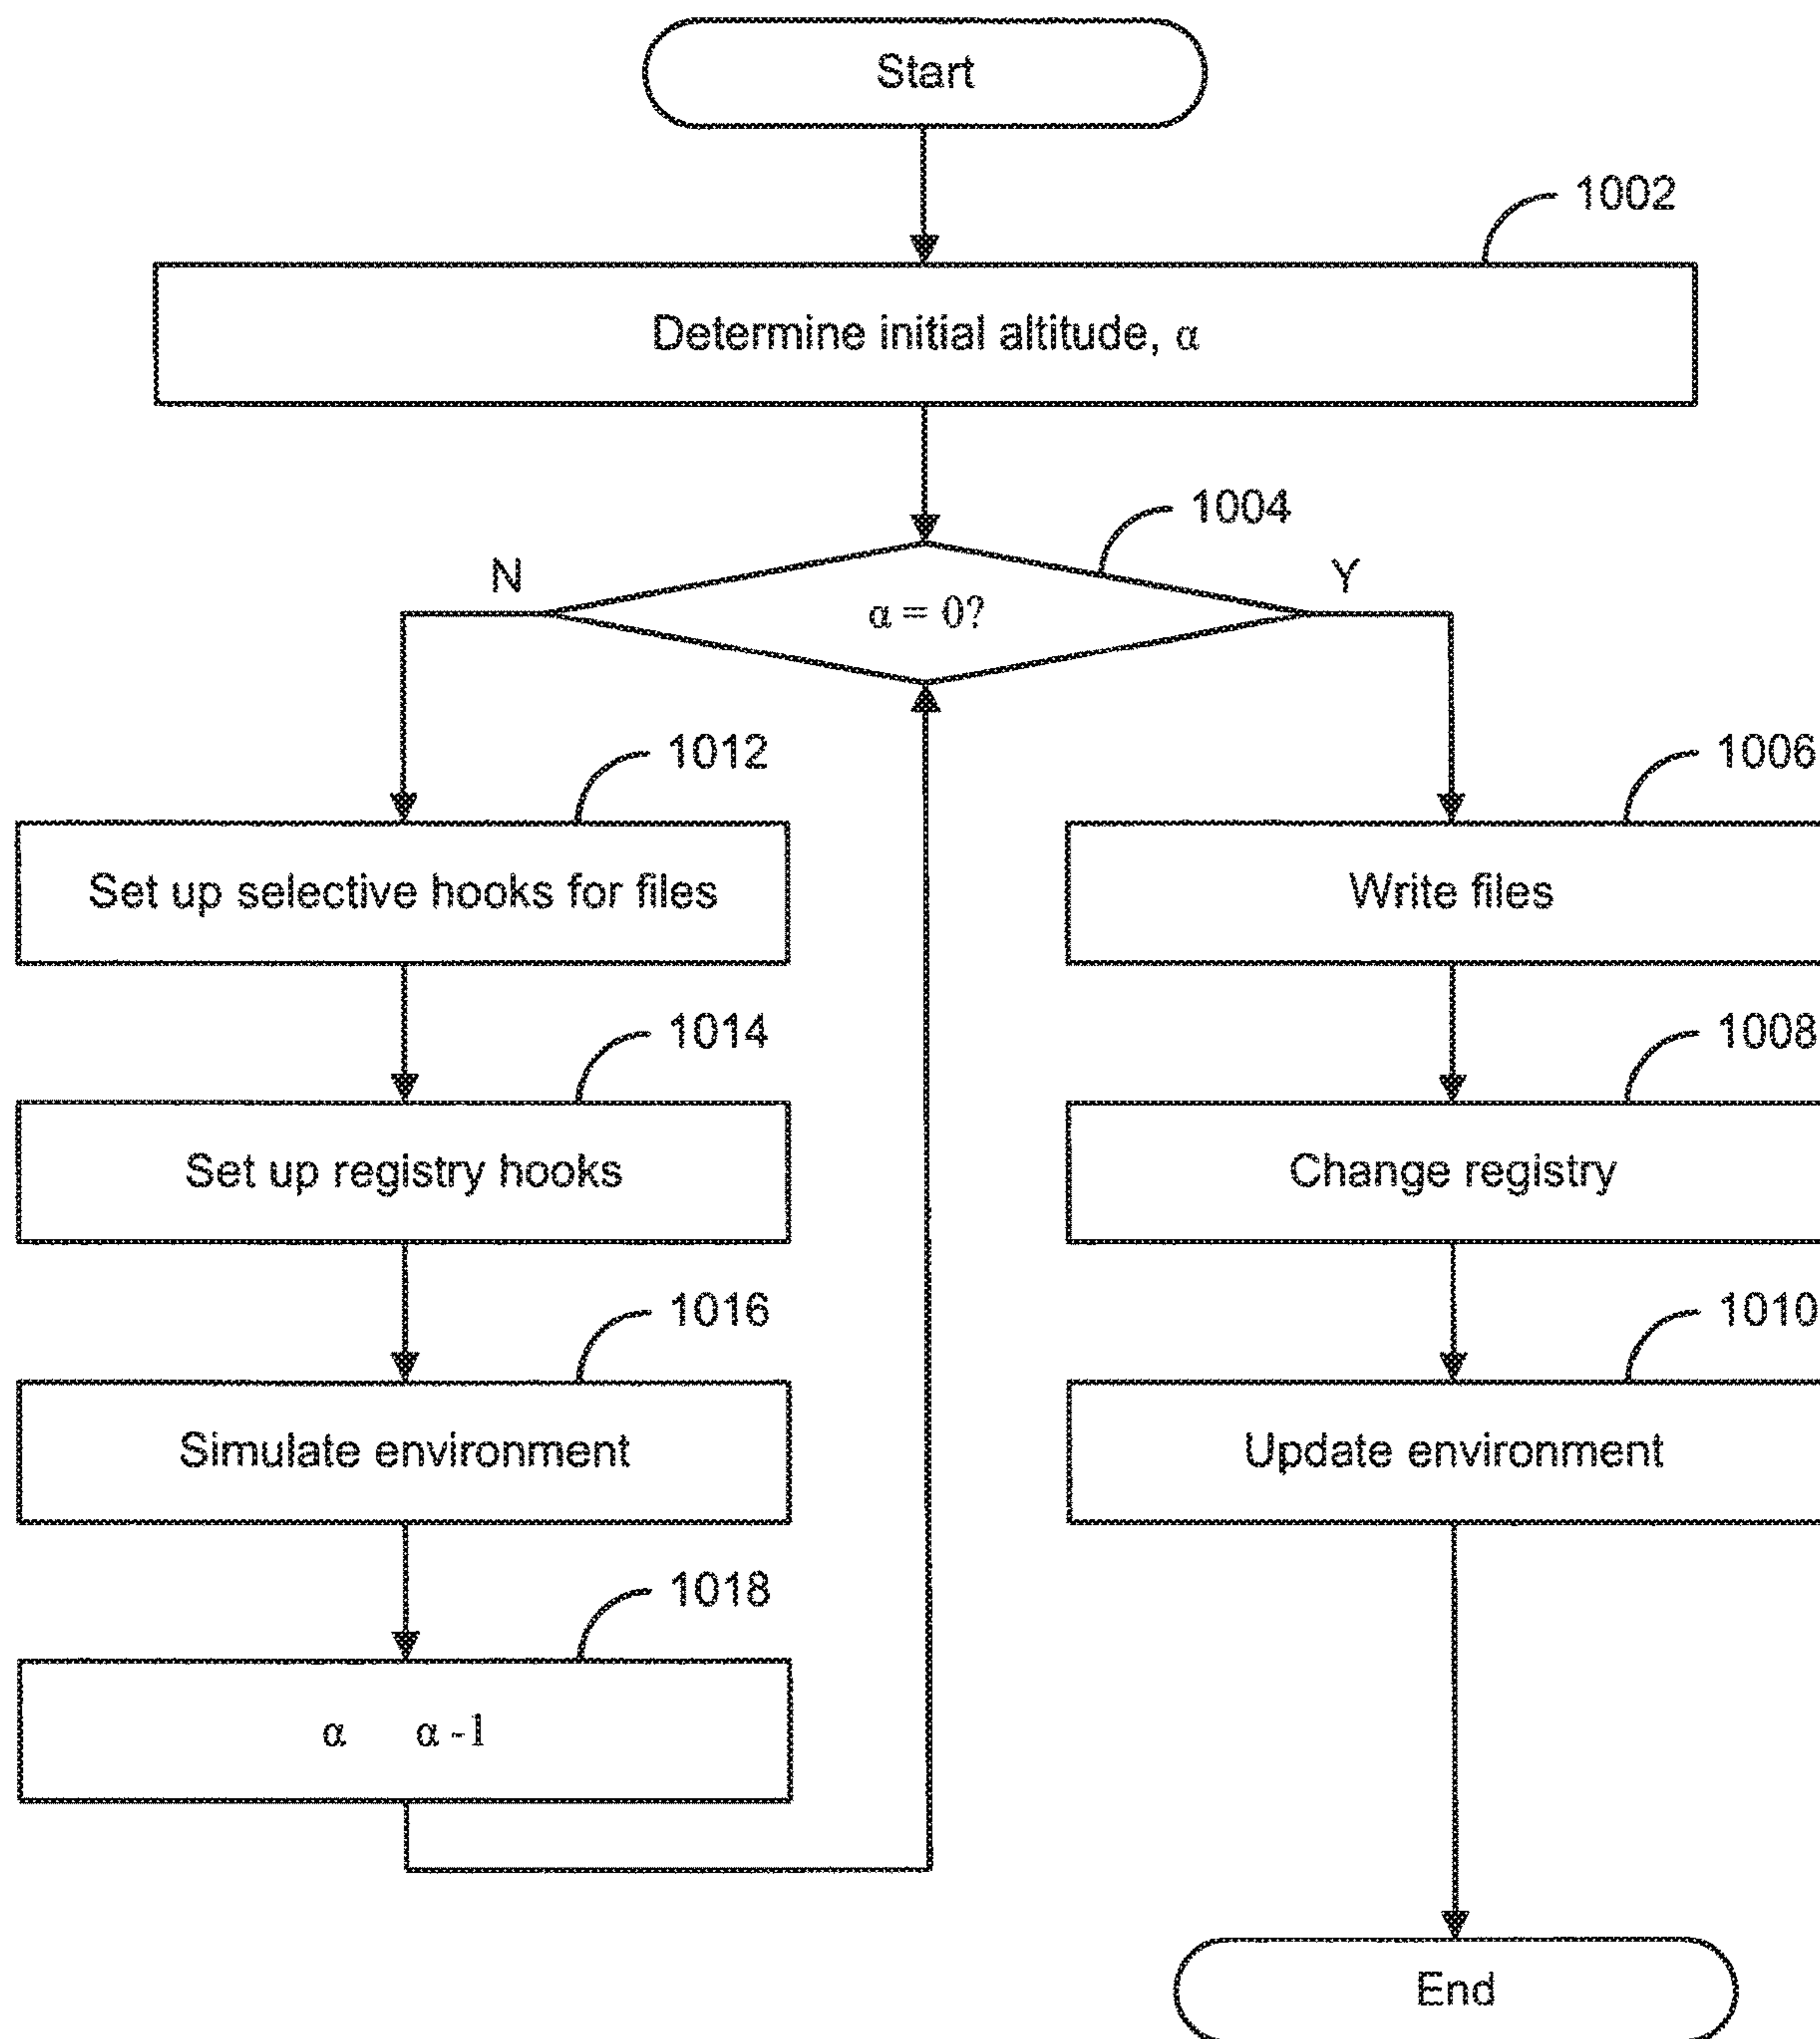 Start
1002
Determine initial altitude, α
1004
N
Y
α = 0?
1012
1006
Set up selective hooks for files
Write files
1014
1008
Set up registry hooks
Change registry
1016
1010
Simulate environment
Update environment
1018
α α -1
End